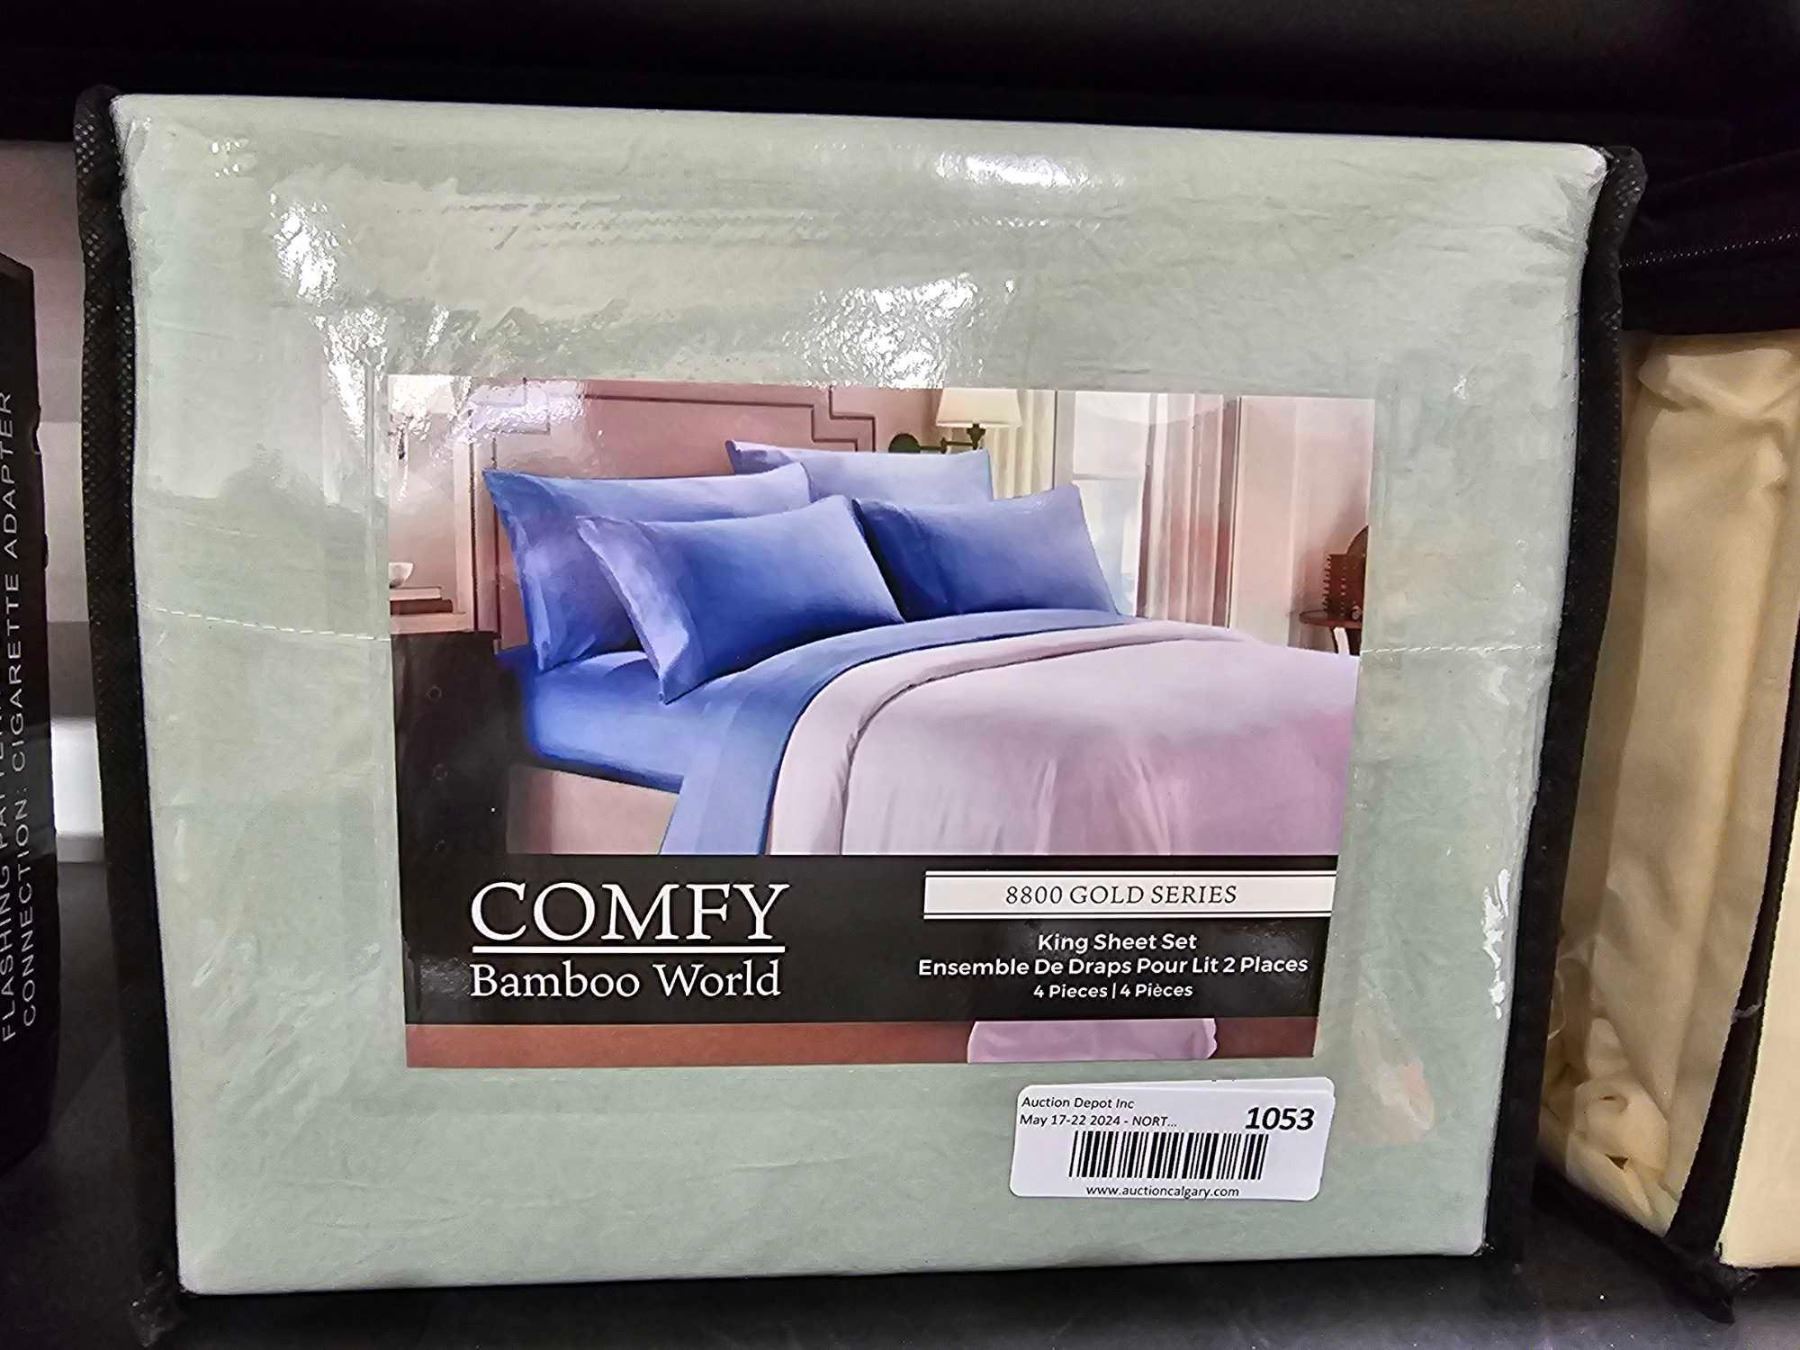 COMFY
Bamboo World
8800 GOLD SERIES
King Sheet Set
Ensemble De Draps Pour Lit 2 Places
4 Pieces | 4 Pièces
Auction Depot Inc
May 17-22 2024 - NORT...
1053
www.auctioncalgary.com
FLASHING
CONNECTION: CIGARETTE ADAPTER